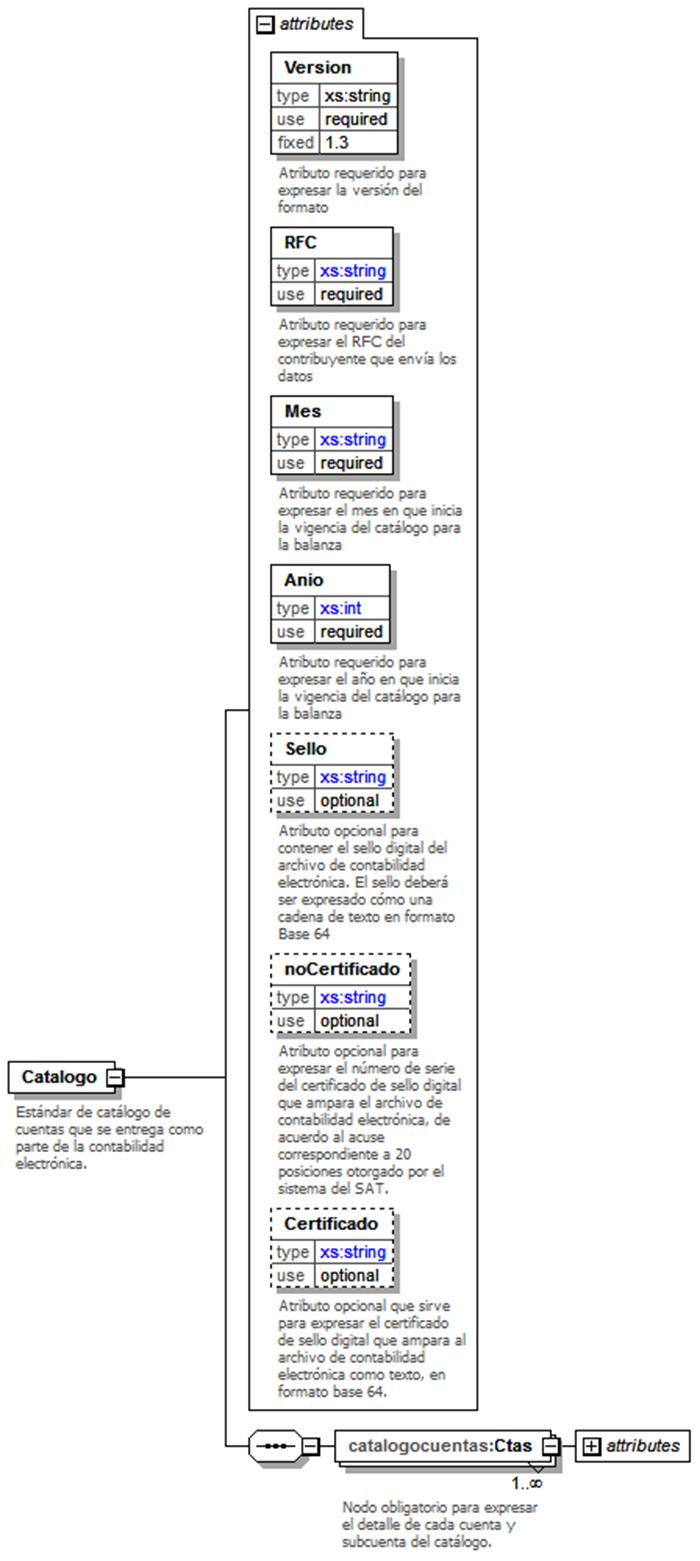 attributes
Version
type xs:string
use required
fixed 1.3
Atributo requerido para
expresar la versión del
formato
RFC
type xs:string
use required
Atributo requerido para
expresar el RFC del
contribuyente que envía los
datos
Mes
type xs:string
use required
Atributo requerido para
expresar el mes en que inicia
la vigencia del catálogo para
la balanza
Anio
type xs:int
use required
Atributo requerido para
expresar el año en que inicia
la vigencia del catálogo para
la balanza
Sello
type xs:string
use optional
Atributo opcional para
contener el sello digital del
archivo de contabilidad
electrónica. El sello deberá
ser expresado cómo una
cadena de texto en formato
Base 64
noCertificado
type xs:string
use optional
Atributo opcional para
expresar el número de serie
del certificado de sello digital
que ampara el archivo de
contabilidad electrónica, de
acuerdo al acuse
correspondiente a 20
posiciones otorgado por el
sistema del SAT.
Catalogo
Estándar de catálogo de
cuentas que se entrega como
parte de la contabilidad
electrónica.
Certificado
type xs:string
use optional
Atributo opcional que sirve
para expresar el certificado
de sello digital que ampara al
archivo de contabilidad
electrónica como texto, en
formato base 64.
catalogocuentas:Ctas
attributes
1..∞
Nodo obligatorio para expresar
el detalle de cada cuenta y
subcuenta del catálogo.